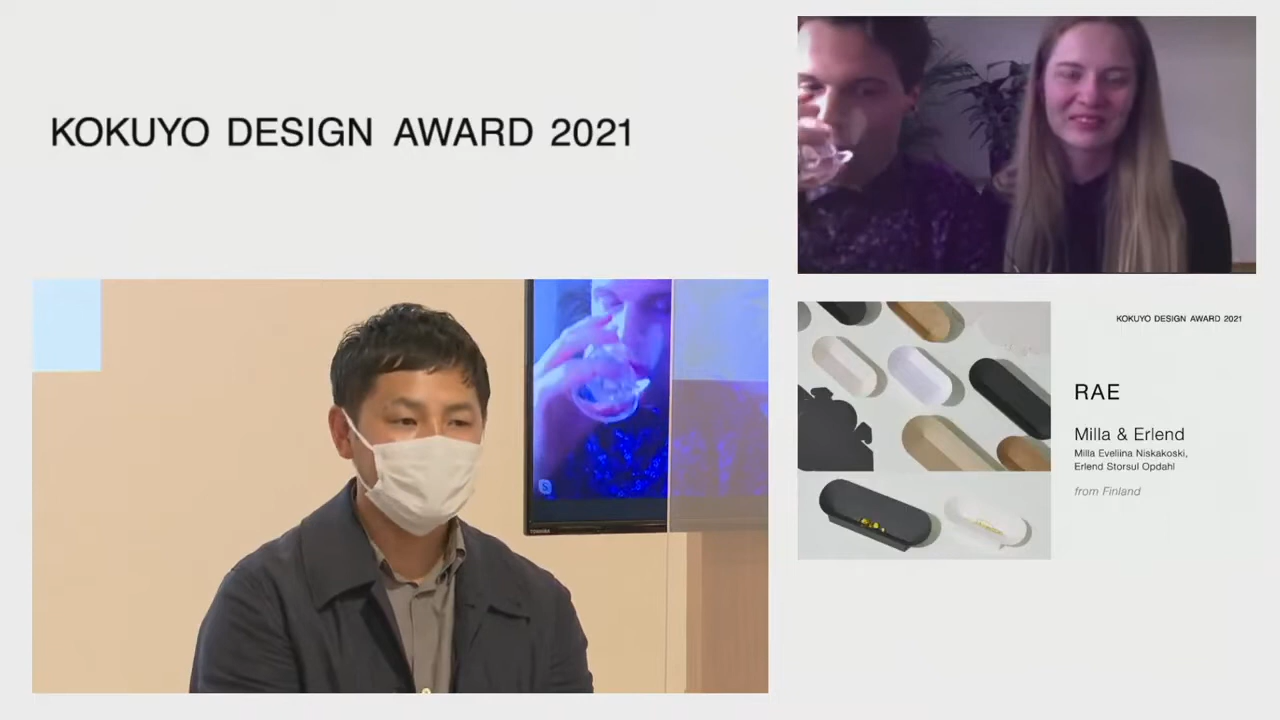 KOKUYO DESIGN AWARD 2021
KOKUYO DESIGN AWARD 2021
RAE
Milla & Erlend
Milla Eveliina Niskakoski,
Erlend Storsul Opdahl
from Finland
TOSHIBA